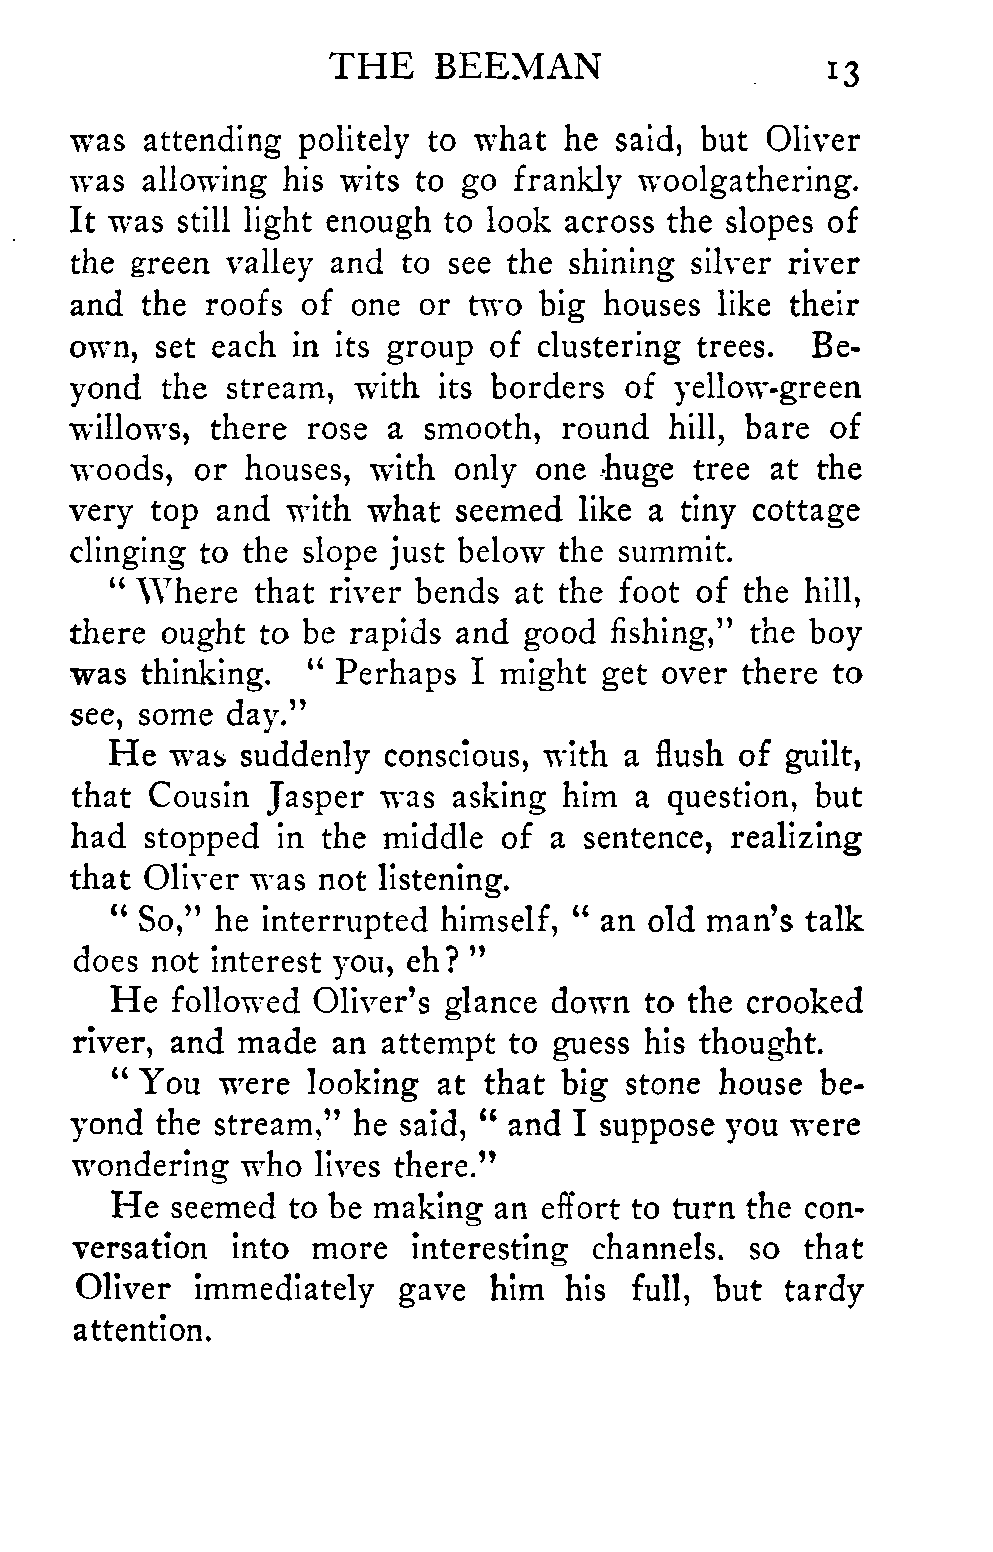 THE BEEMAN 13
was attending politely to what he said, but Oliver
was allowing his wits to go frankly woolgathering.
It was still light enough to look across the slopes of
the green valley and to see the shining silver river
and the roofs of one or two big houses like their
own, set each in its group of clustering trees. Be-
yond the stream, with its borders of yellow-green
willows, there rose a smooth, round hill, bare of
woods, or houses, with only one huge tree at the
very top and with what seemed like a tiny cottage
clinging to the slope just below the summit.
" Where that river bends at the foot of the hill,
there ought to be rapids and good fishing," the boy
was thinking. " Perhaps I might get over there to
see, some day."
He was suddenly conscious, with a flush of guilt,
that Cousin Jasper was asking him a question, but
had stopped in the middle of a sentence, realizing
that Oliver was not listening.
" So," he interrupted himself, " an old man's talk
does not interest you, eh? "
He followed Oliver's glance down to the crooked
river, and made an attempt to guess his thought.
" You were looking at that big stone house be-
yond the stream," he said, " and I suppose you were
wondering who lives there."
He seemed to be making an effort to turn the con-
versation into more interesting channels. so that
Oliver immediately gave him his full, but tardy
attention.